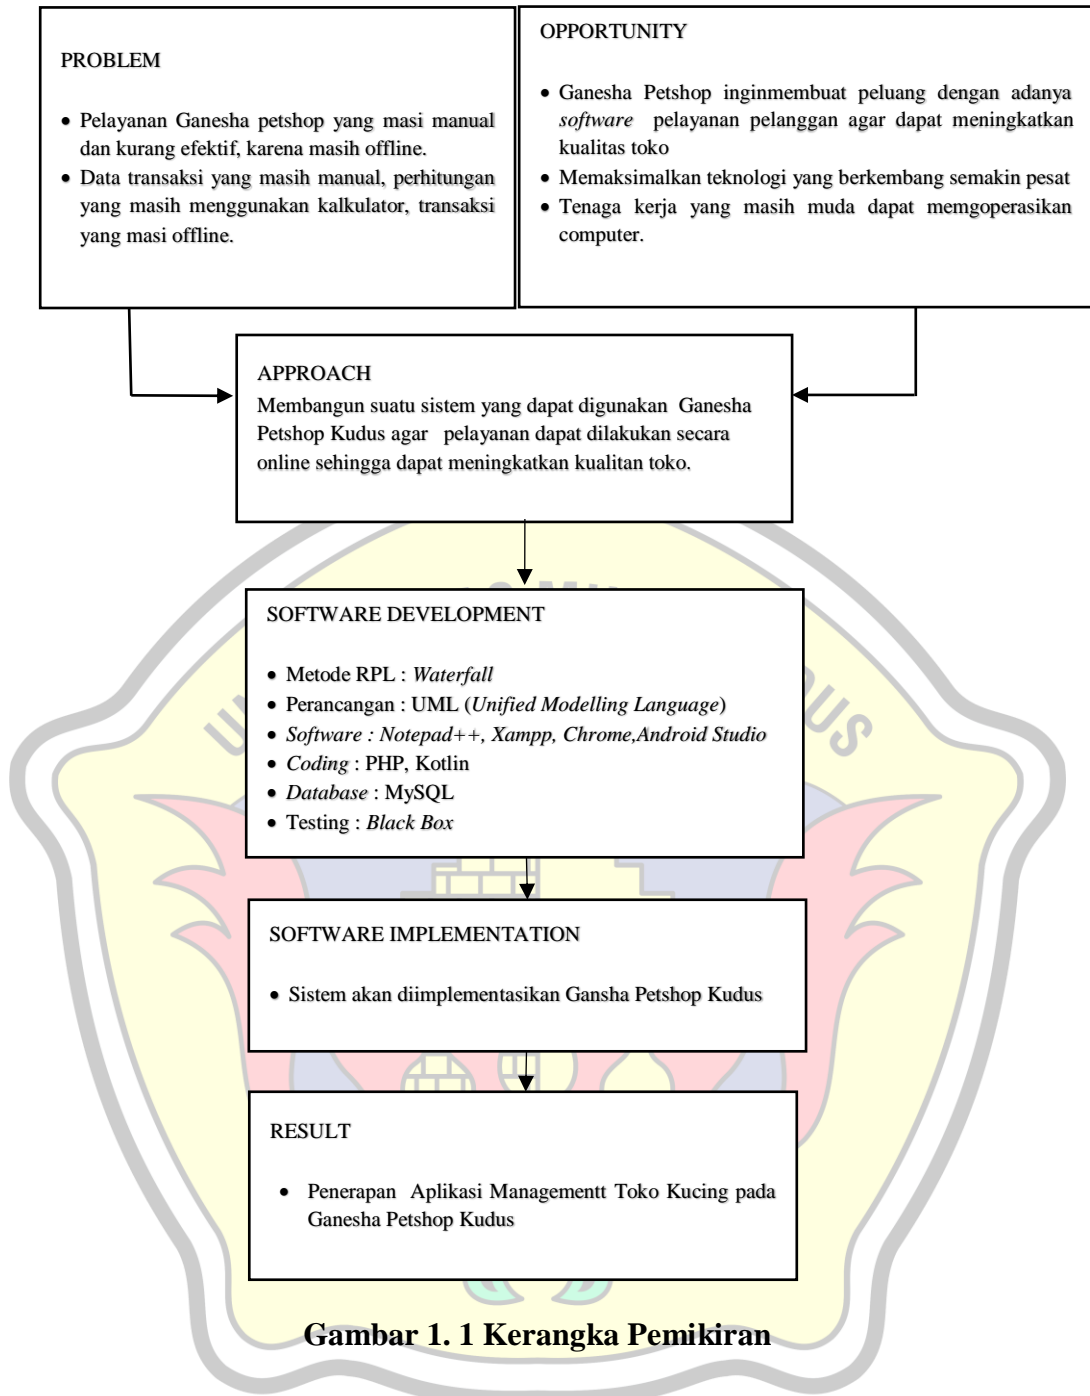 PROBLEM
• Pelayanan Ganesha petshop yang masi manual
dan kurang efektif, karena masih offline.
• Data transaksi yang masih manual, perhitungan
yang masih menggunakan kalkulator, transaksi
yang masi offline.
OPPORTUNITY
• Ganesha Petshop inginmembuat peluang dengan adanya
software pelayanan pelanggan agar dapat meningkatkan
kualitas toko
• Memaksimalkan teknologi yang berkembang semakin pesat
• Tenaga kerja yang masih muda dapat memgoperasikan
computer.
APPROACH
Membangun suatu sistem yang dapat digunakan Ganesha
Petshop Kudus agar pelayanan dapat dilakukan secara
online sehingga dapat meningkatkan kualitan toko.
SOFTWARE DEVELOPMENT
• Metode RPL : Waterfall
• Perancangan : UML (Unified Modelling Language)
• Software : Notepad++, Xampp, Chrome,Android Studio
• Coding : PHP, Kotlin
• Database : MySQL
• Testing : Black Box
SOFTWARE IMPLEMENTATION
• Sistem akan diimplementasikan Gansha Petshop Kudus
RESULT
• Penerapan Aplikasi Managementt Toko Kucing pada
Ganesha Petshop Kudus
Gambar 1. 1 Kerangka Pemikiran